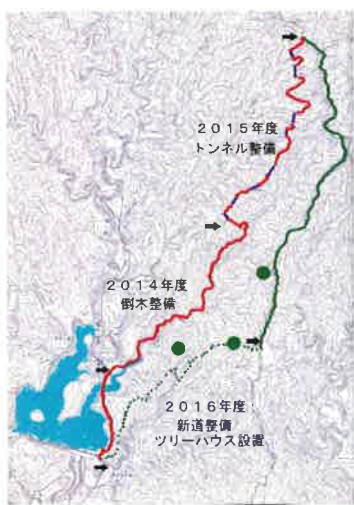 ２０１５年度
トンネル整備
２０１４年度
倒木整備
２０１６年度
新道整備
ツリーハウス設置